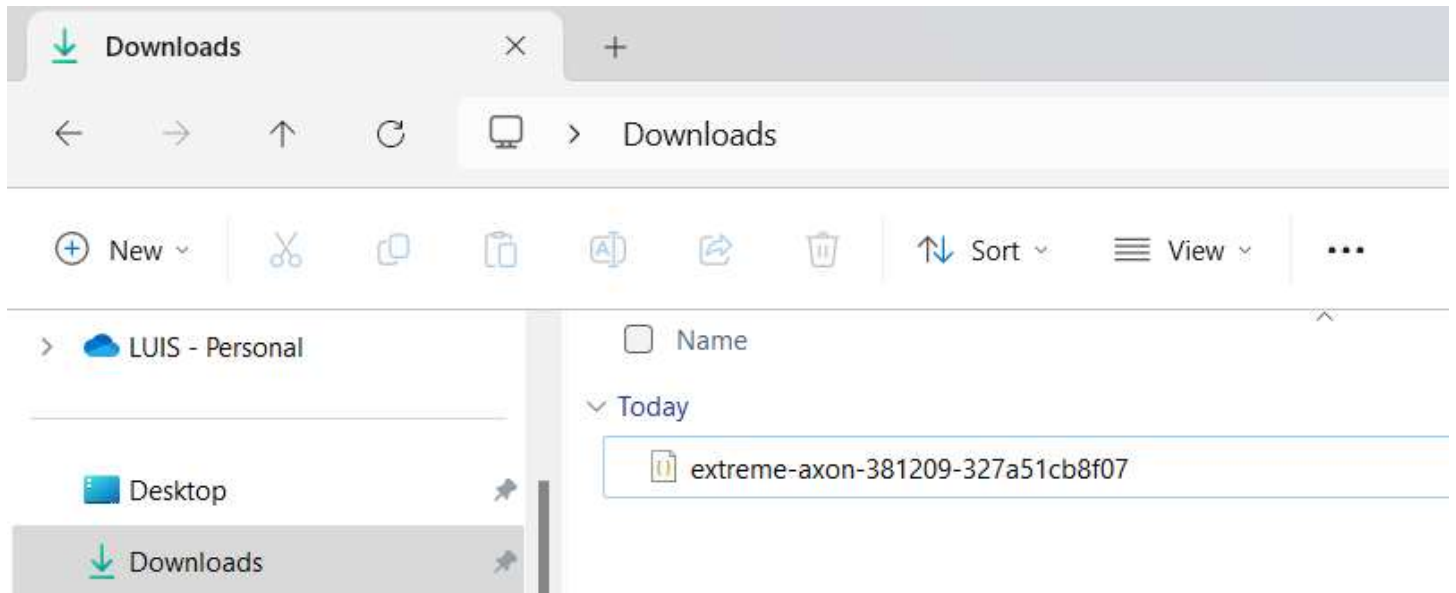 Downloads
Downloads
New
Sort
View
LUIS - Personal
Name
Today
extreme-axon-381209-327a51cb8f07
Desktop
Downloads